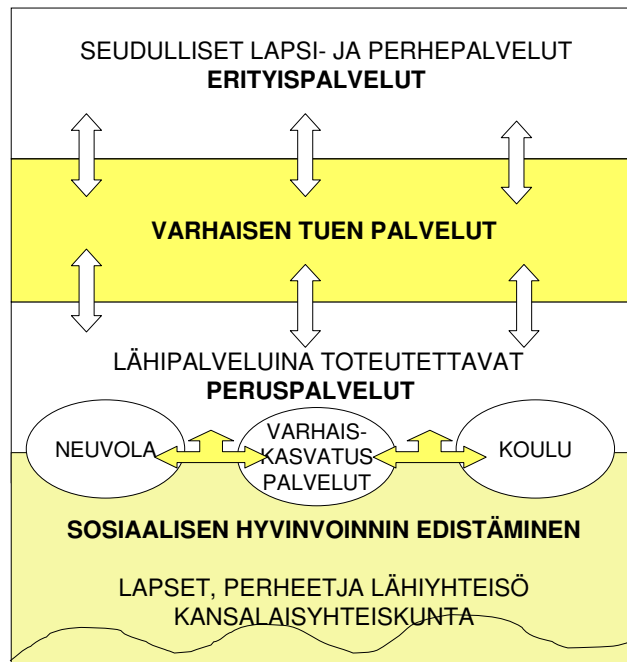 SEUDULLISET LAPSI- JA PERHEPALVELUT
ERITYISPALVELUT
VARHAISEN TUEN PALVELUT
LÄHIPALVELUINA TOTEUTETTAVAT
PERUSPALVELUT
NEUVOLA
VARHAIS-
KASVATUS
PALVELUT
KOULU
SOSIAALISEN HYVINVOINNIN EDISTÄMINEN
LAPSET, PERHEETJA LÄHIYHTEISÖ
KANSALAISYHTEISKUNTA